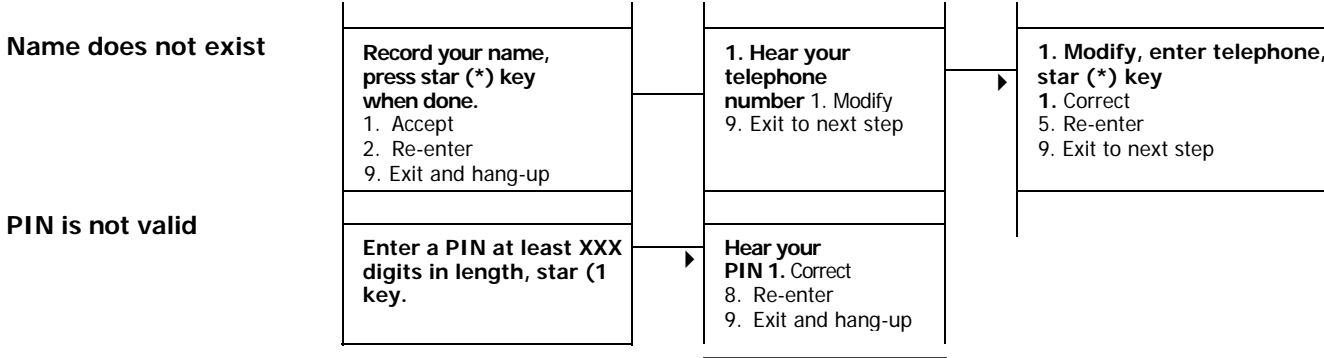 Name does not exist
Record your name,
press star (*) key
when done.
1. Accept
2. Re-enter
9. Exit and hang-up
1. Hear your
telephone
number 1. Modify
9. Exit to next step
1. Modify, enter telephone,
star (*) key
1. Correct
5. Re-enter
9. Exit to next step
PIN is not valid
Enter a PIN at least XXX
digits in length, star (1
key.
Hear your
PIN 1. Correct
8. Re-enter
9. Exit and hang-up